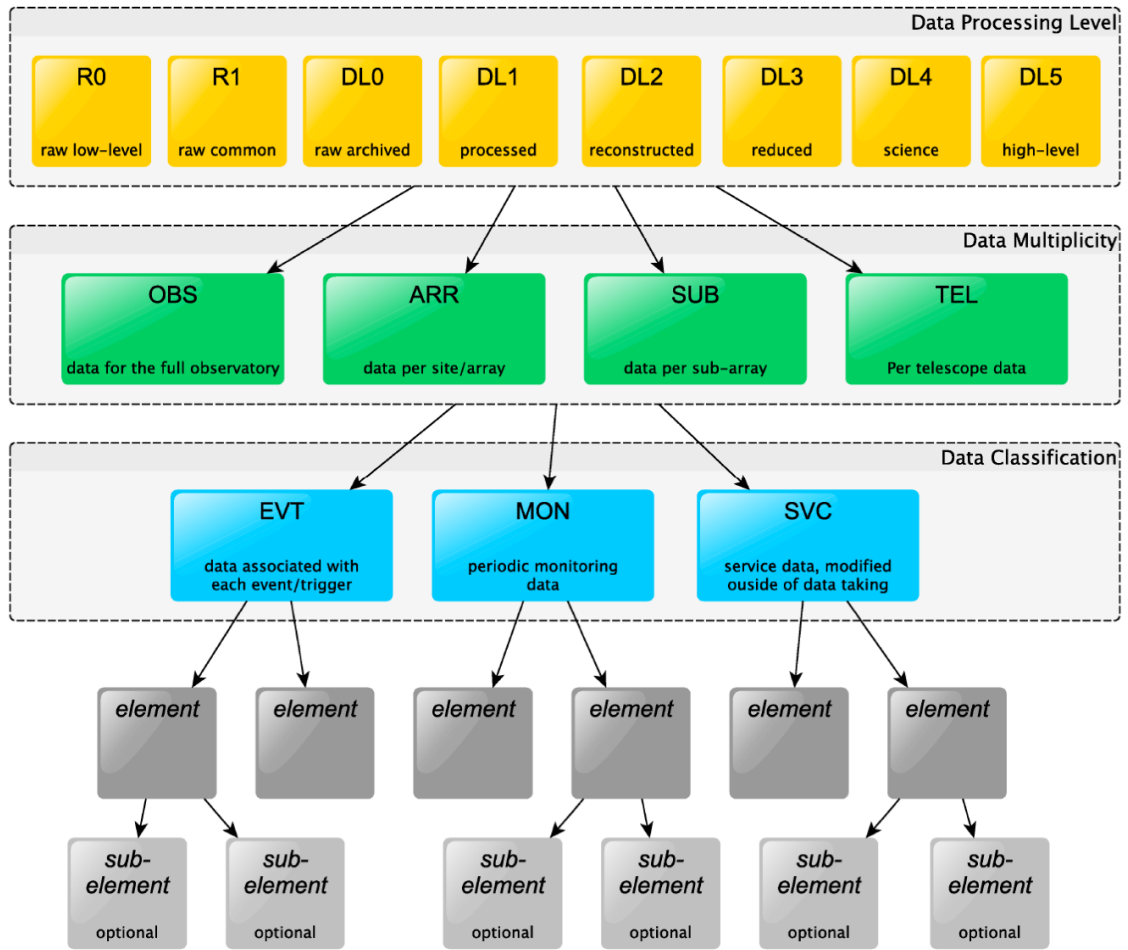 Data Processing Level
R0 R1 DL0 DL1 DL2 DL3 DL4 DL5
raw low-level raw common raw archived processed reconstructed reduced science high-level
Data Multiplicity
OBS ARR SUB TEL
data for the full observatory data per site/array data per sub-array Per telescope data
Data Classification
EVT MON SVC
data associated with periodic monitoring service data, modified
each event/trigger data ouside of data taking
element element element element element element
sub- sub- sub- sub- sub- sub-
element element element element element element
optional optional optional optional optional optional